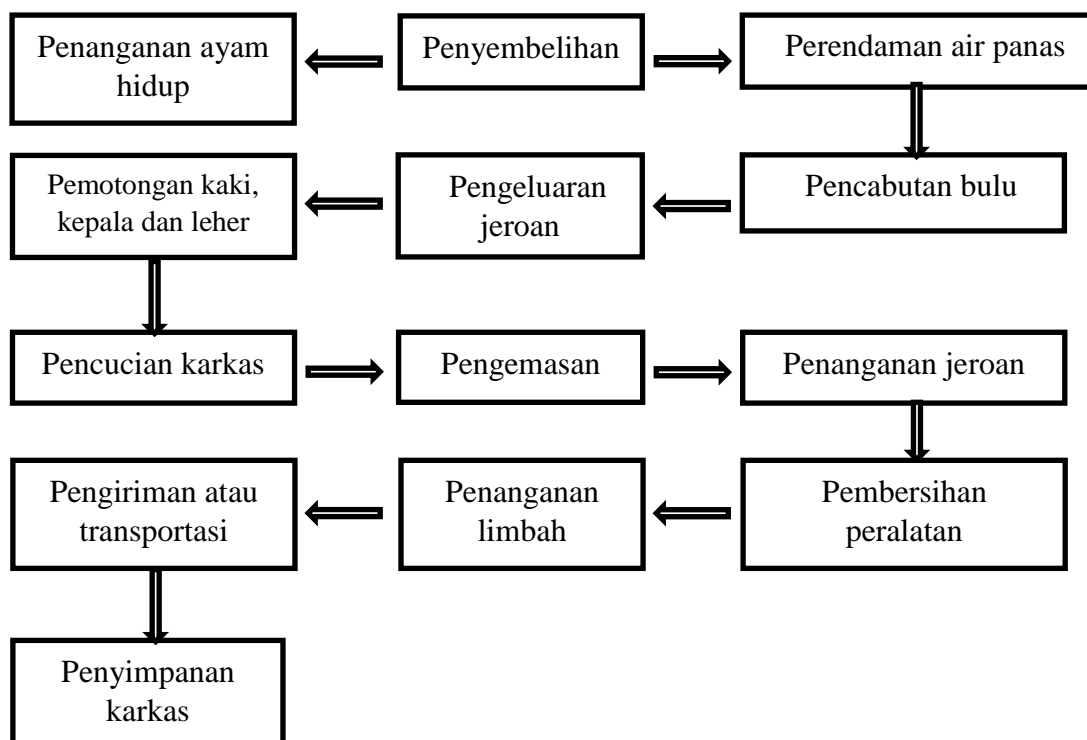 Penanganan ayam
hidup
Penyembelihan
Perendaman air panas
Pemotongan kaki,
kepala dan leher
Pengeluaran
jeroan
Pencabutan bulu
Pencucian karkas
Pengemasan
Penanganan jeroan
Pengiriman atau
transportasi
Penanganan
limbah
Pembersihan
peralatan
Penyimpanan
karkas